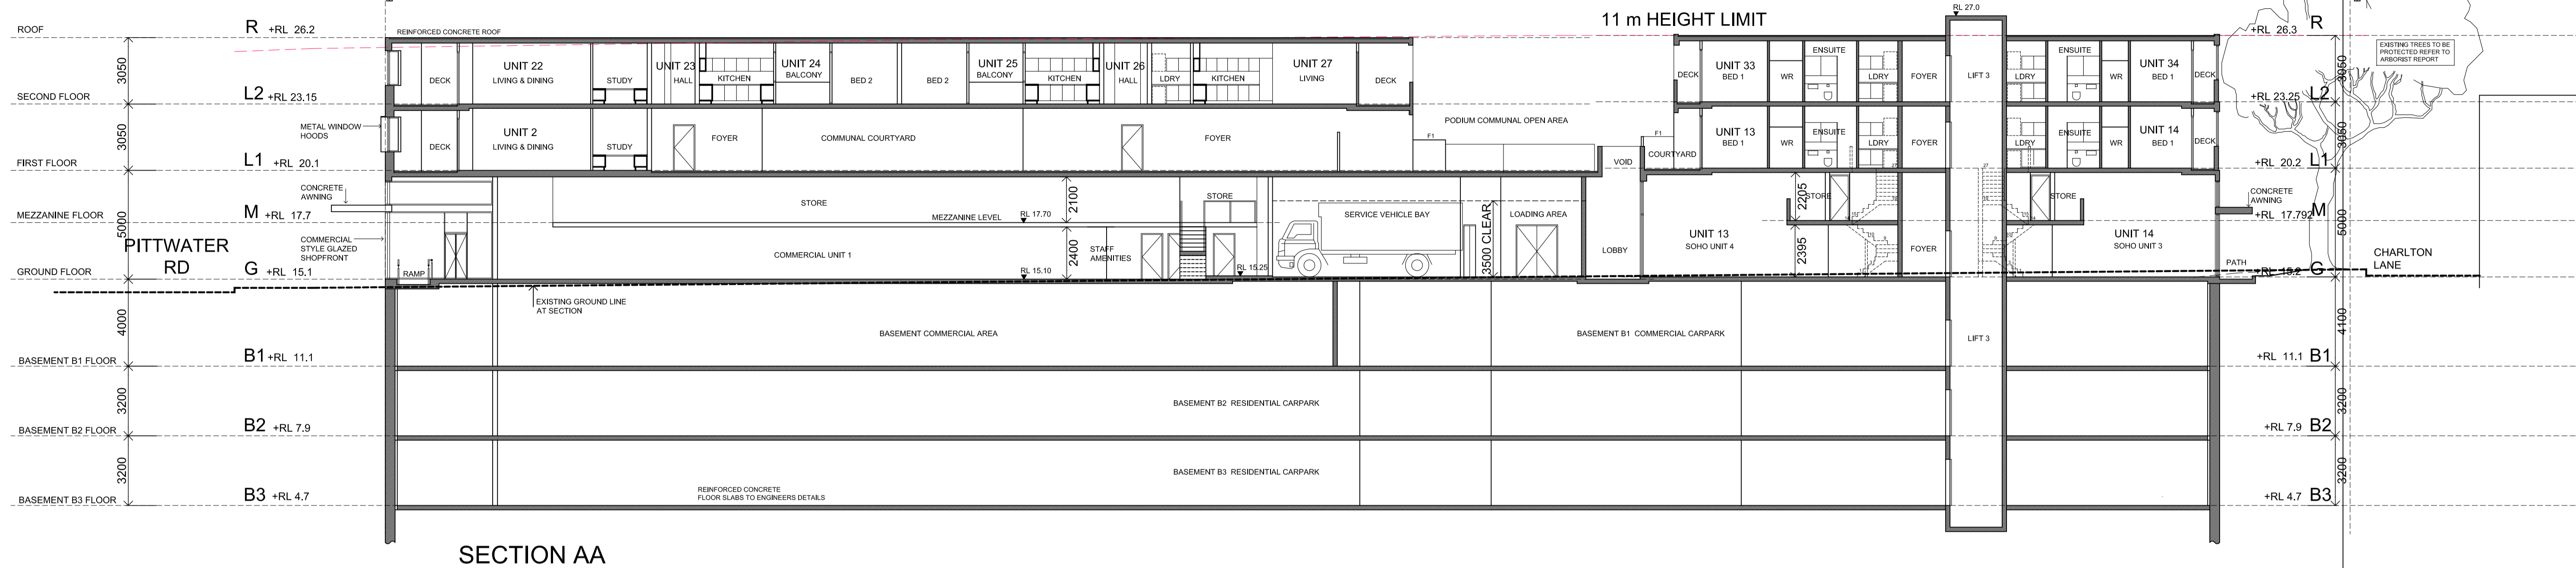 RL 27.0
11 m HEIGHT LIMIT
ROOF
R +RL 26.2
REINFORCED CONCRETE ROOF
R
+RL 26.3
EXISTING TREES TO BE
PROTECTED REFER TO
ARBORIST REPORT
3050
DECK
UNIT 22
LIVING & DINING
STUDY
UNIT 23
HALL
KITCHEN
UNIT 24
BALCONY
BED 2
BED 2
UNIT 25
BALCONY
KITCHEN
UNIT 26
HALL
LDRY
KITCHEN
UNIT 27
LIVING
DECK
DECK
UNIT 33
BED 1
WR
ENSUITE
LDRY
FOYER
LIFT 3
LDRY
ENSUITE
WR
UNIT 34
BED 1
DECK
3050
SECOND FLOOR
L2 +RL 23.15
+RL 23.25 L2
METAL WINDOW
HOODS
3050
DECK
UNIT 2
LIVING & DINING
STUDY
FOYER
COMMUNAL COURTYARD
FOYER
PODIUM COMMUNAL OPEN AREA
F1
F1
VOID
COURTYARD
UNIT 13
BED 1
WR
ENSUITE
LDRY
FOYER
LDRY
ENSUITE
WR
UNIT 14
BED 1
DECK
3050
FIRST FLOOR
L1 +RL 20.1
+RL 20.2 L1
CONCRETE
AWNING
STORE
2100
STORE
2205
STORE
STORE
CONCRETE
AWNING
MEZZANINE FLOOR
M +RL 17.7
MEZZANINE LEVEL
RL 17.70
SERVICE VEHICLE BAY
LOADING AREA
+RL 17.792 M
5000
5000
PITTWATER
RD
COMMERCIAL
STYLE GLAZED
SHOPFRONT
COMMERCIAL UNIT 1
2400
STAFF
AMENITIES
3500 CLEAR
LOBBY
UNIT 13
SOHO UNIT 4
2395
FOYER
UNIT 14
SOHO UNIT 3
PATH
CHARLTON
LANE
GROUND FLOOR
G +RL 15.1
RAMP
RL 15.10
RL 15.25
+RL 15.2 G
EXISTING GROUND LINE
AT SECTION
4000
BASEMENT COMMERCIAL AREA
BASEMENT B1 COMMERCIAL CARPARK
LIFT 3
4100
BASEMENT B1 FLOOR
B1 +RL 11.1
+RL 11.1 B1
3200
BASEMENT B2 RESIDENTIAL CARPARK
3200
BASEMENT B2 FLOOR
B2 +RL 7.9
+RL 7.9 B2
3200
BASEMENT B3 RESIDENTIAL CARPARK
3200
REINFORCED CONCRETE
FLOOR SLABS TO ENGINEERS DETAILS
BASEMENT B3 FLOOR
B3 +RL 4.7
+RL 4.7 B3
SECTION AA